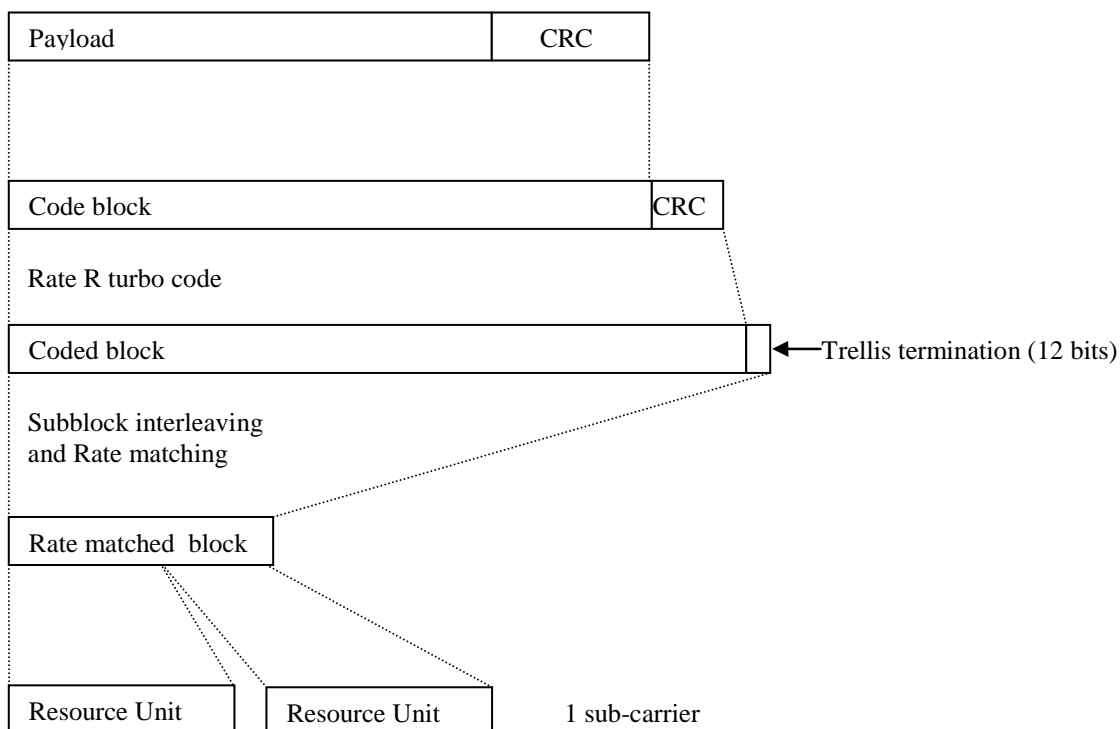 Payload CRC
Code block CRC
Rate R turbo code
Coded block
Trellis termination (12 bits)
Subblock interleaving
and Rate matching
Rate matched block
Resource Unit Resource Unit 1 sub-carrier